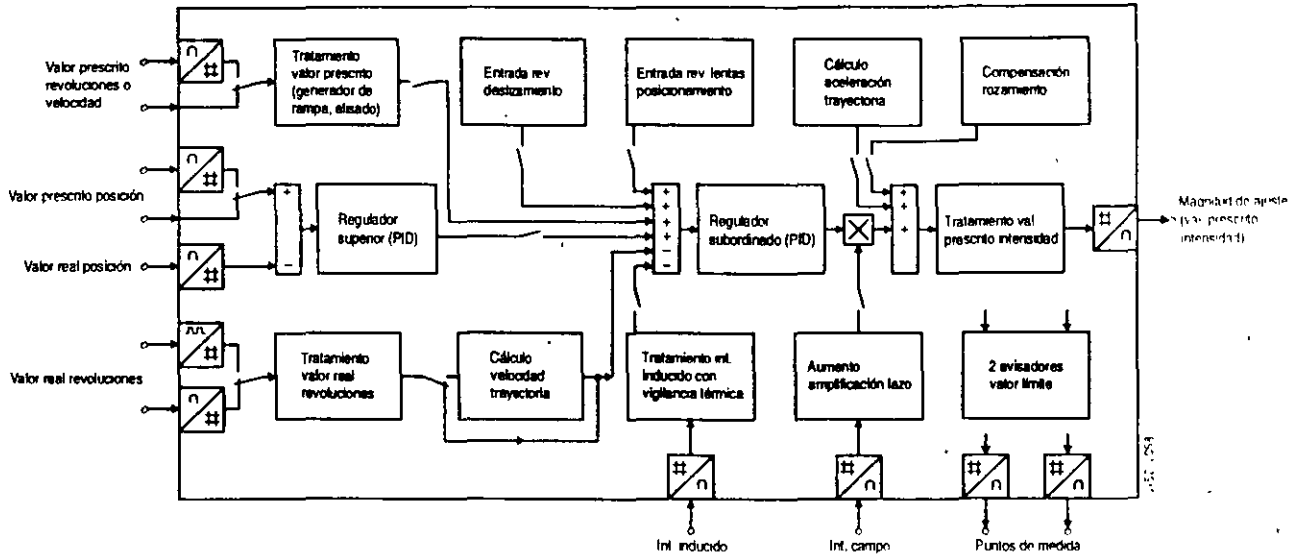 Valor prescrito
revoluciones o
velocidad
Tratamiento
valor prescrito
(generador de
rampa, alisado)
Entrada rev
deslizamiento
Entrada rev lentas
posicionamiento
Cálculo
aceleración
trayectoria
Compensación
rozamiento
Valor prescrito posición
Regulador
superior (PID)
Regulador
subordinado (PID)
Tratamiento val
prescrito intensidad
Magnitud de ajuste
prescrito
intensidad)
Valor real posición
Valor real revoluciones
Tratamiento
valor real
revoluciones
Cálculo
velocidad
trayectoria
Tratamiento int.
inducido con
vigilancia térmica
Aumento
amplificación lazo
2 avisadores
valor límite
Int. inducido
Int. campo
Puntos de medida